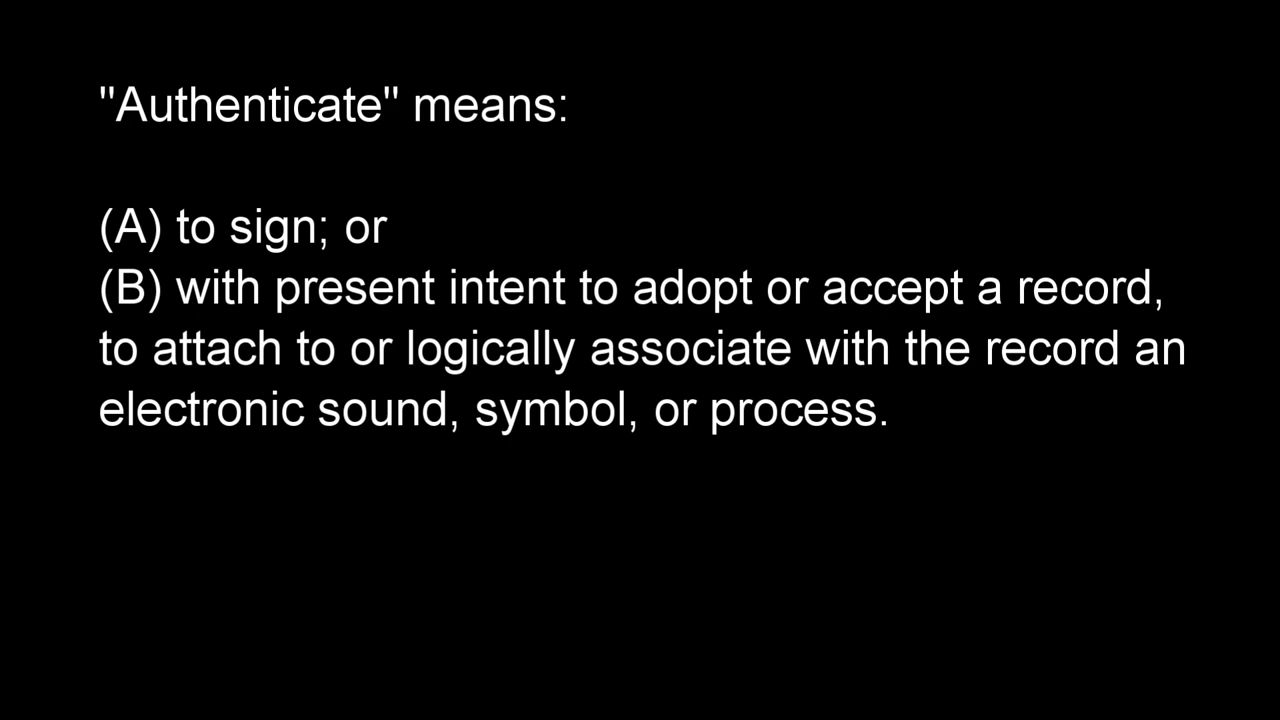 "Authenticate" means:
(A) to sign; or
(B) with present intent to adopt or accept a record,
to attach to or logically associate with the record an
electronic sound, symbol, or process.